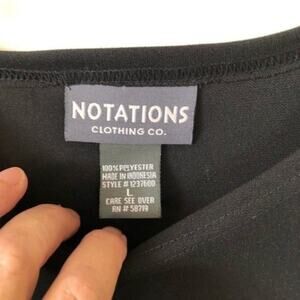 NOTATIONS
CLOTHING CO.
100% POLYESTER
MADE IN INDONESIA
STYLE # 1237600
L
CARE SEE OVER
RN # 58719